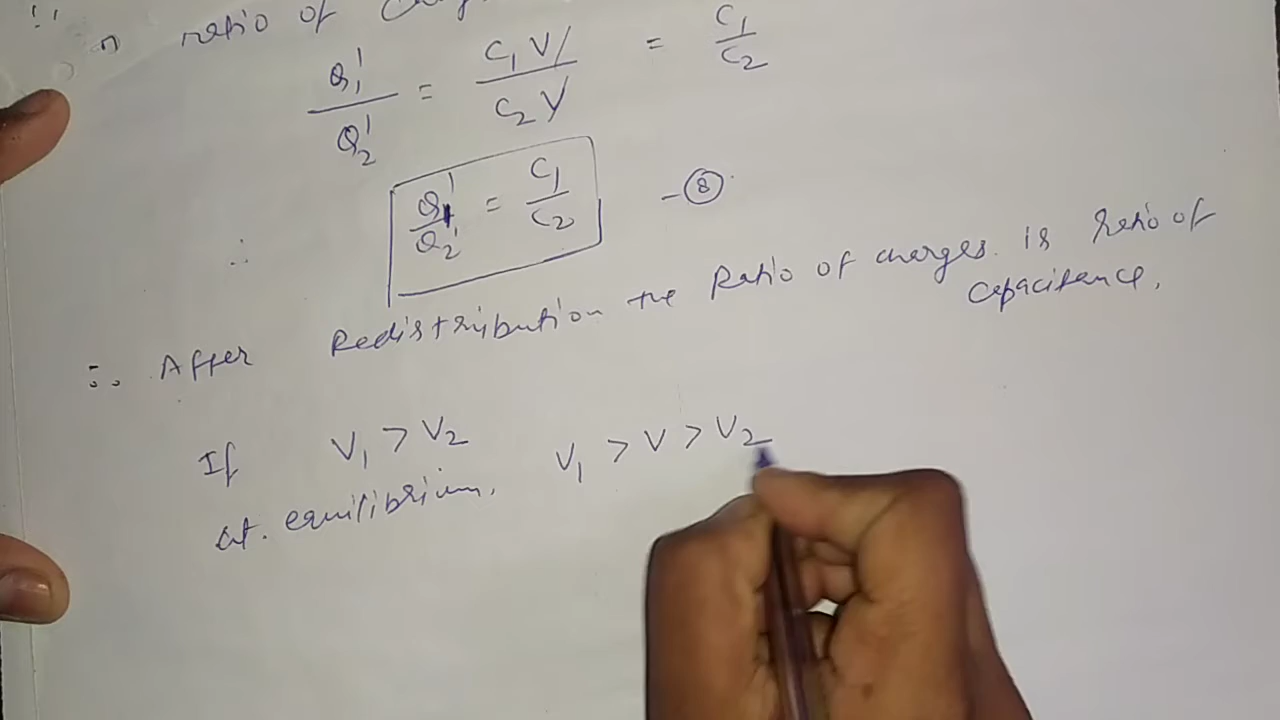 ratio of
Q₁' / Q₂' = C₁V / C₂V = C₁ / C₂
∴ Q₁' / Q₂' = C₁ / C₂ - ⑧
∴ After Redistribution the Ratio of charges. is Ratio of
capacitance.
If V₁ > V₂ V₁ > V > V₂
at. equilibrium.